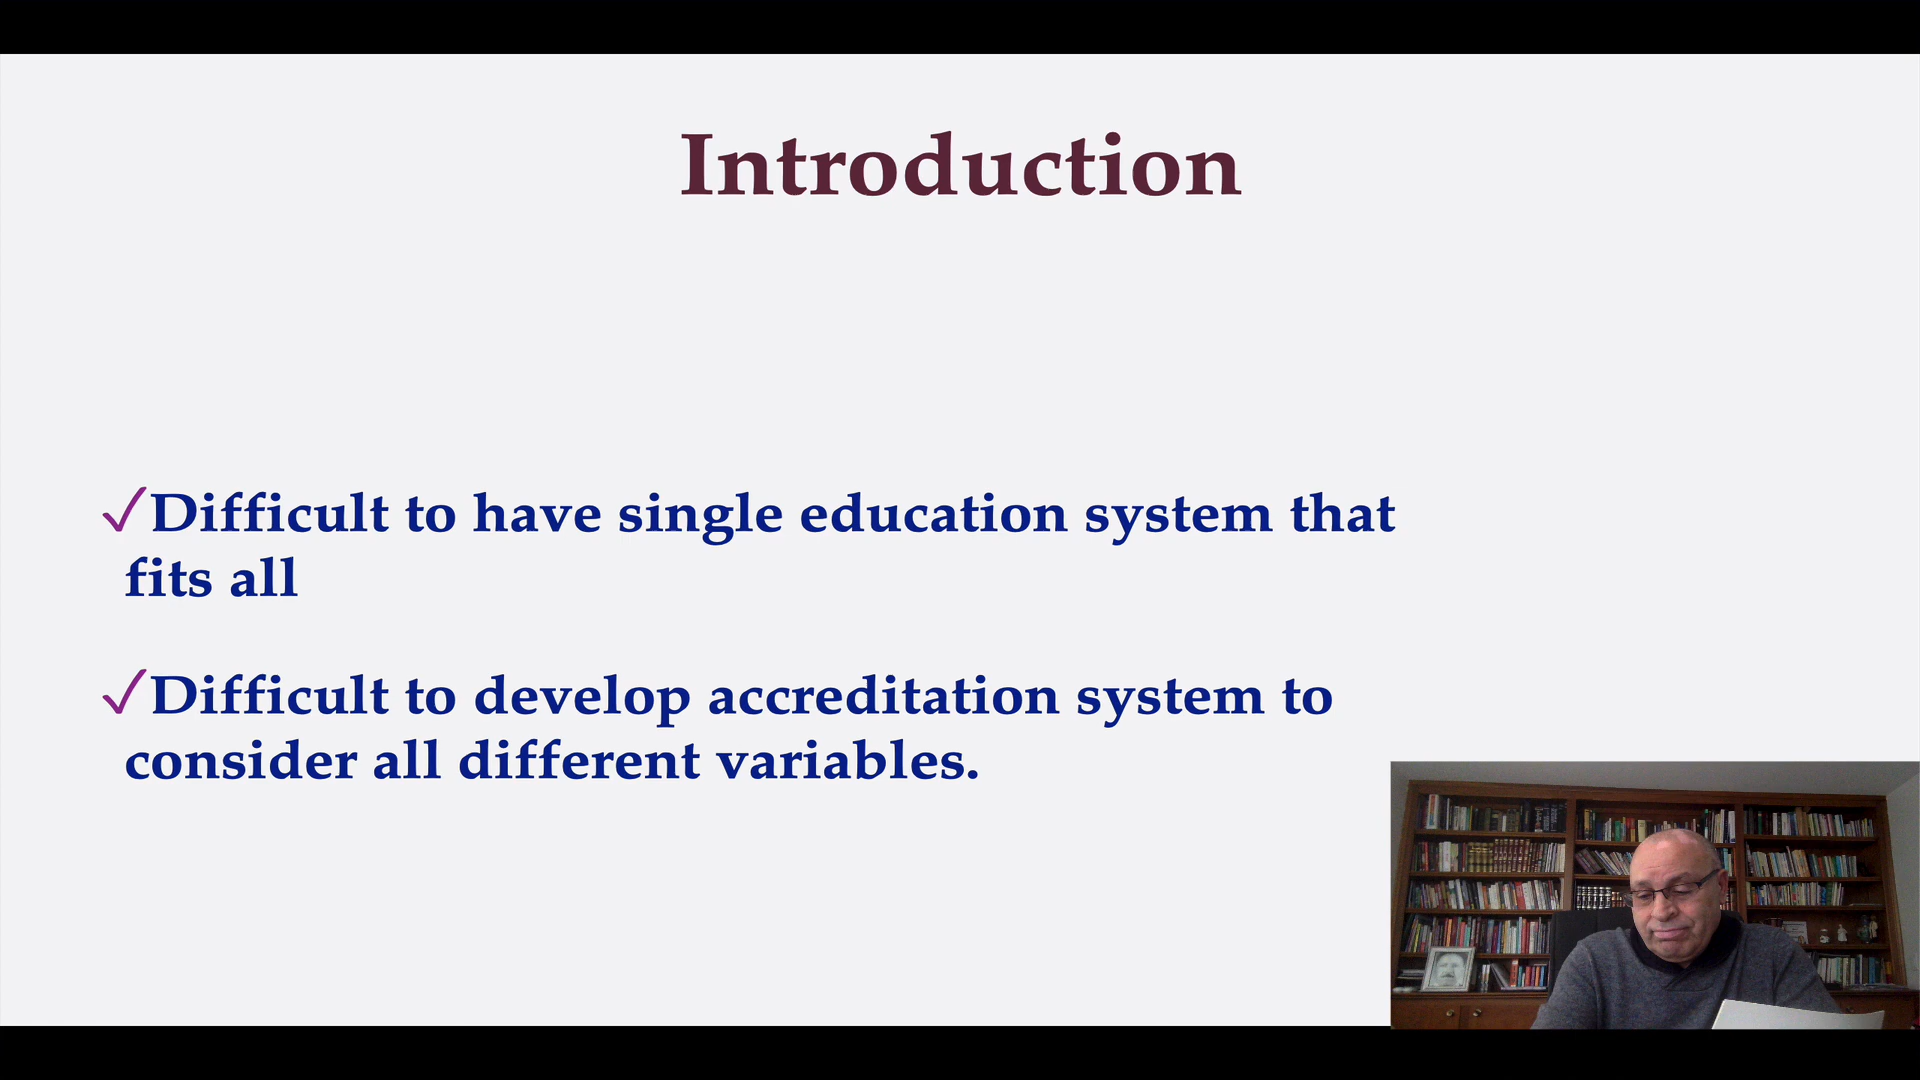 Introduction
✓Difficult to have single education system that
fits all
✓Difficult to develop accreditation system to
consider all different variables.